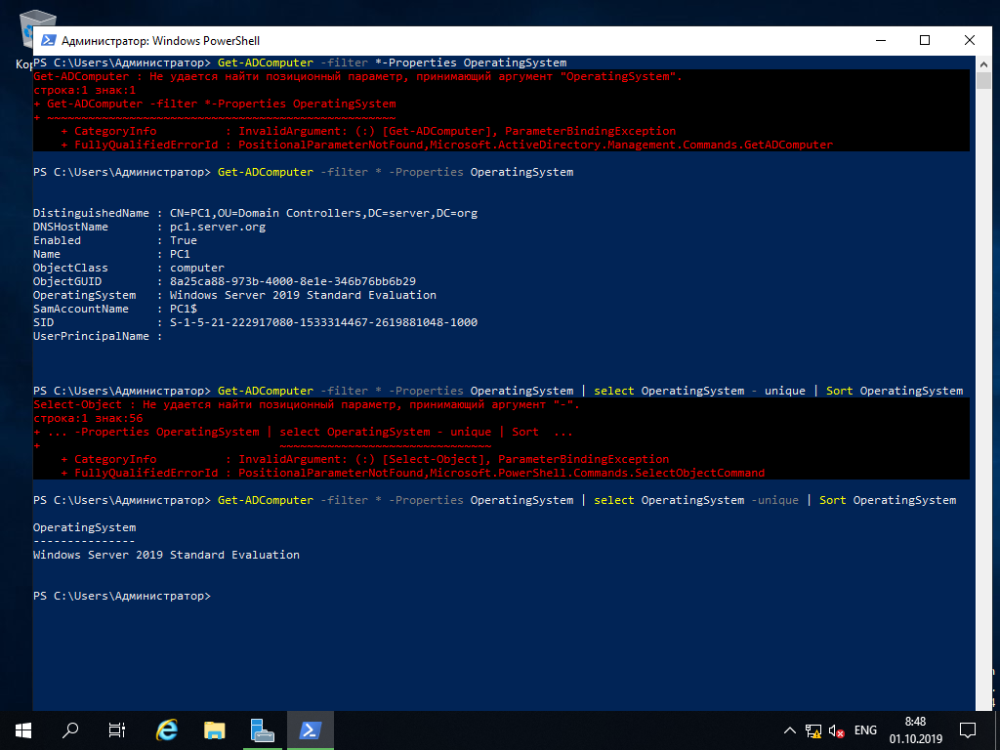 Администратор: Windows PowerShell
PS C:\Users\Администратор> Get-ADComputer -filter *-Properties OperatingSystem
Get-ADComputer : Не удается найти позиционный параметр, принимающий аргумент "OperatingSystem".
строка:1 знак:1
+ Get-ADComputer -filter *-Properties OperatingSystem
+ ~~~~~~~~~~~~~~~~~~~~~~~~~~~~~~~~~~~~~~~~~~~~~~~~~~~
+ CategoryInfo : InvalidArgument: (:) [Get-ADComputer], ParameterBindingException
+ FullyQualifiedErrorId : PositionalParameterNotFound,Microsoft.ActiveDirectory.Management.Commands.GetADComputer
PS C:\Users\Администратор> Get-ADComputer -filter * -Properties OperatingSystem
DistinguishedName : CN=PC1,OU=Domain Controllers,DC=server,DC=org
DNSHostName : pc1.server.org
Enabled : True
Name : PC1
ObjectClass : computer
ObjectGUID : 8a25ca88-973b-4000-8e1e-346b76bb6b29
OperatingSystem : Windows Server 2019 Standard Evaluation
SamAccountName : PC1$
SID : S-1-5-21-222917080-1533314467-2619881048-1000
UserPrincipalName :
PS C:\Users\Администратор> Get-ADComputer -filter * -Properties OperatingSystem | select OperatingSystem - unique | Sort OperatingSystem
Select-Object : Не удается найти позиционный параметр, принимающий аргумент "-".
строка:1 знак:56
+ ... -Properties OperatingSystem | select OperatingSystem - unique | Sort ...
+ ~~~~~~~~~~~~~~~~~~~~~~~~~~~~~~~
+ CategoryInfo : InvalidArgument: (:) [Select-Object], ParameterBindingException
+ FullyQualifiedErrorId : PositionalParameterNotFound,Microsoft.PowerShell.Commands.SelectObjectCommand
PS C:\Users\Администратор> Get-ADComputer -filter * -Properties OperatingSystem | select OperatingSystem -unique | Sort OperatingSystem
OperatingSystem
---------------
Windows Server 2019 Standard Evaluation
PS C:\Users\Администратор>
ENG
8:48
01.10.2019